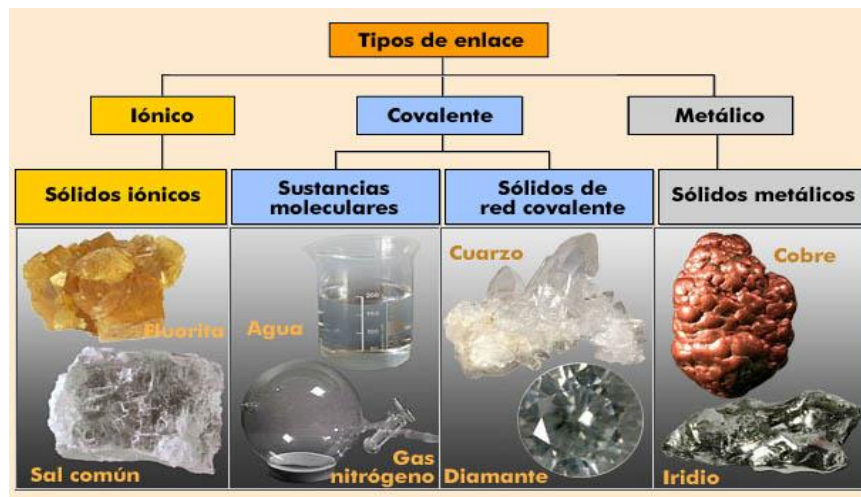 Tipos de enlace
Iónico
Covalente
Metálico
Sólidos iónicos
Sustancias
moleculares
Sólidos de
red covalente
Sólidos metálicos
Fluorita
Sal común
Agua
Gas
nitrógeno
Cuarzo
Diamante
Cobre
Iridio